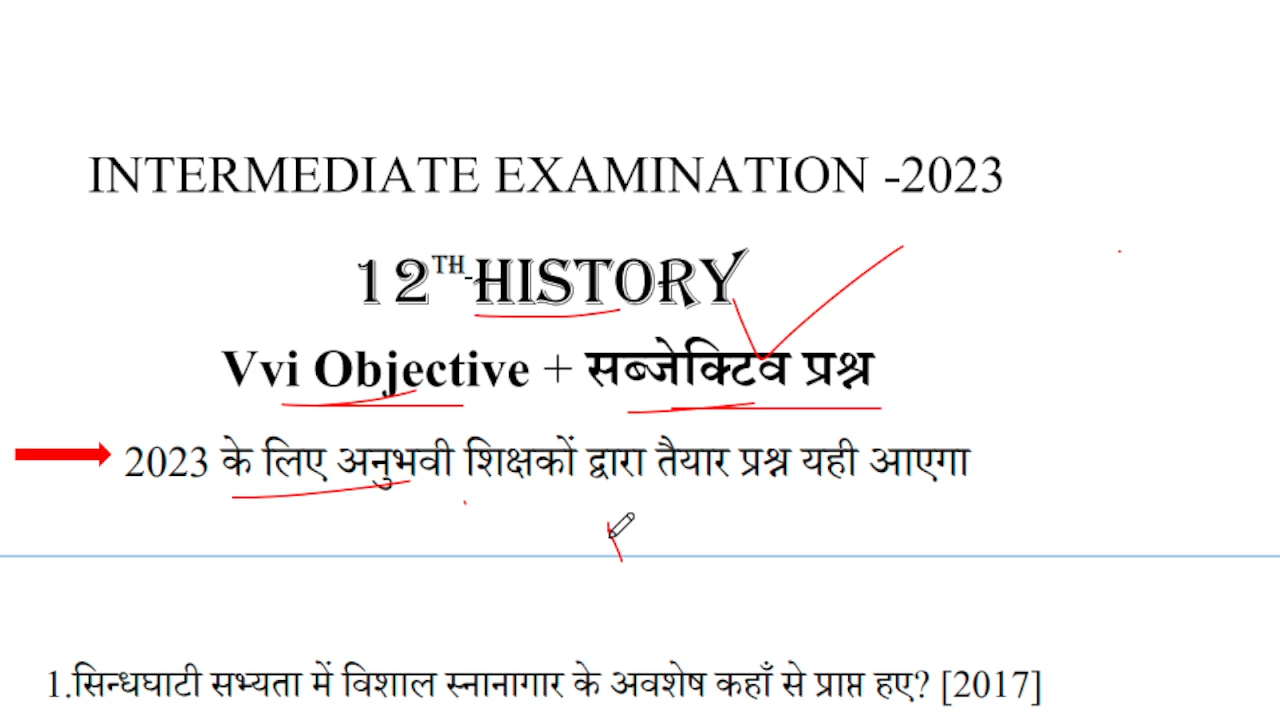 INTERMEDIATE EXAMINATION -2023
12TH HISTORY
Vvi Objective + सब्जेक्टिव प्रश्न
2023 के लिए अनुभवी शिक्षकों द्वारा तैयार प्रश्न यही आएगा
1.सिन्धघाटी सभ्यता में विशाल स्नानागार के अवशेष कहाँ से प्राप्त हुए? [2017]